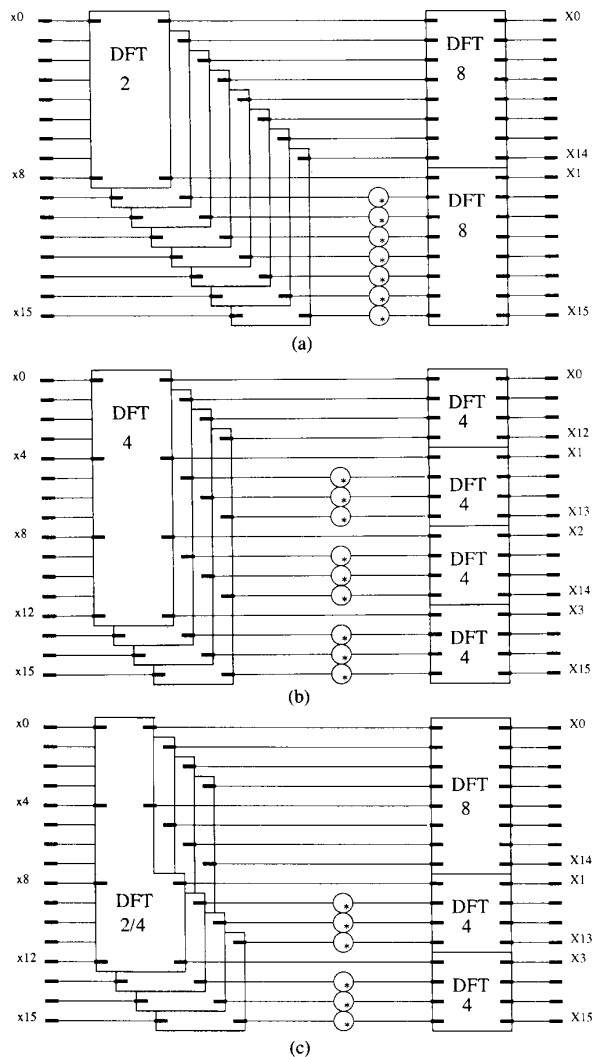 x0 X0
DFT DFT
2 8
X14
x8 X1
*
DFT
*
8
*
*
*
*
x15 * X15
(a)
x0 X0
DFT DFT
4 4
X12
x4 X1
*
DFT
*
4
* X13
x8 X2
*
DFT
*
4
* X14
x12 X3
*
DFT
*
4
x15 * X15
(b)
x0 X0
x4 DFT
8
X14
x8 X1
DFT * DFT
2/4 * 4
* X13
x12 X3
*
DFT
*
4
x15 * X15
(c)